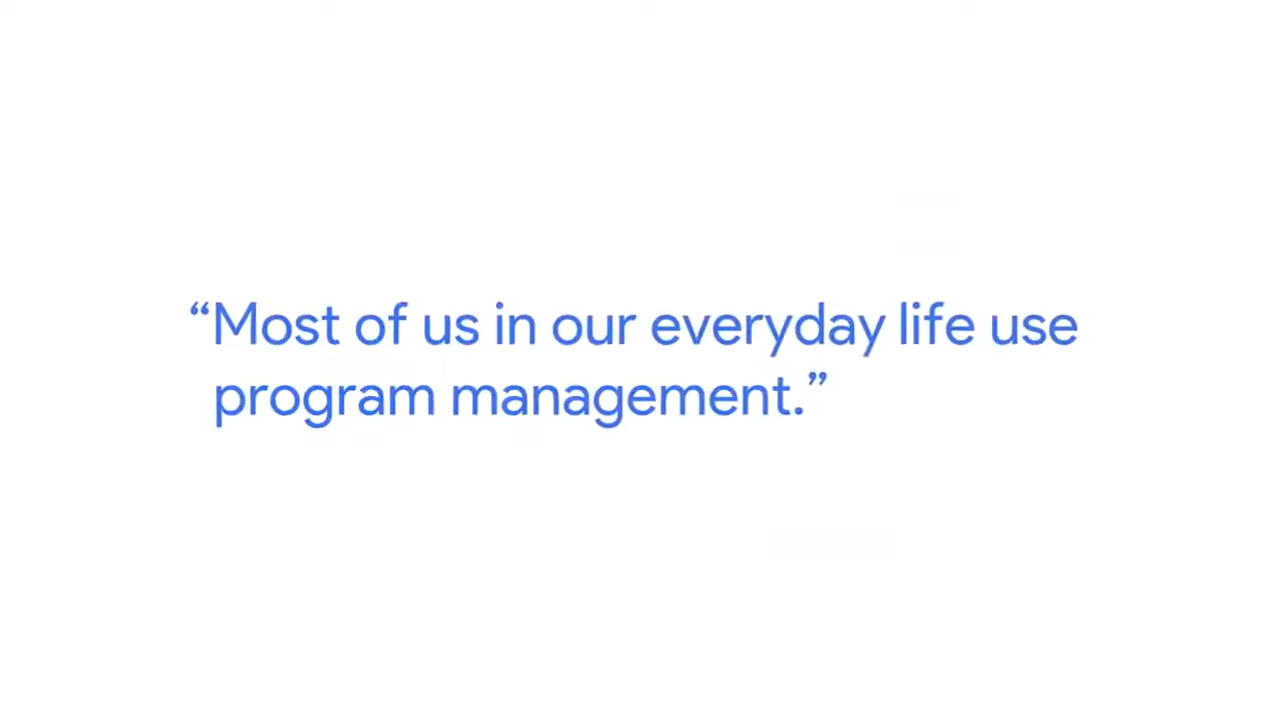 “Most of us in our everyday life use
program management.”